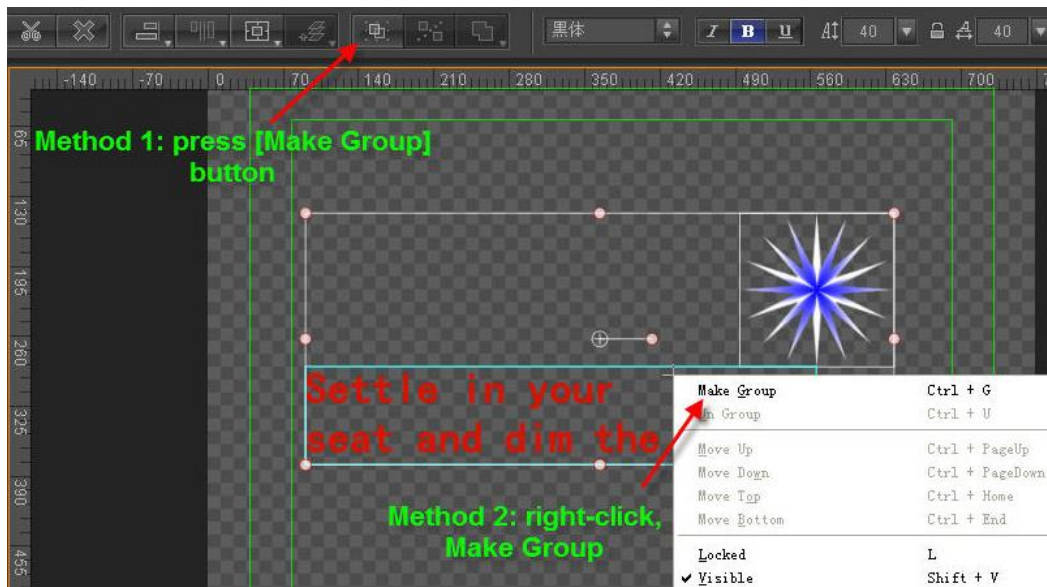 黒体 I B U A 40 A 40
-140 -70 0 70 140 210 280 350 420 490 560 630 700
65
130
195
260
325
390
455
Method 1: press [Make Group]
button
Settle in your
seat and dim the
Method 2: right-click,
Make Group
Make Group Ctrl + G
Un Group Ctrl + U
Move Up Ctrl + PageUp
Move Down Ctrl + PageDown
Move Top Ctrl + Home
Move Bottom Ctrl + End
Locked L
✔ Visible Shift + V